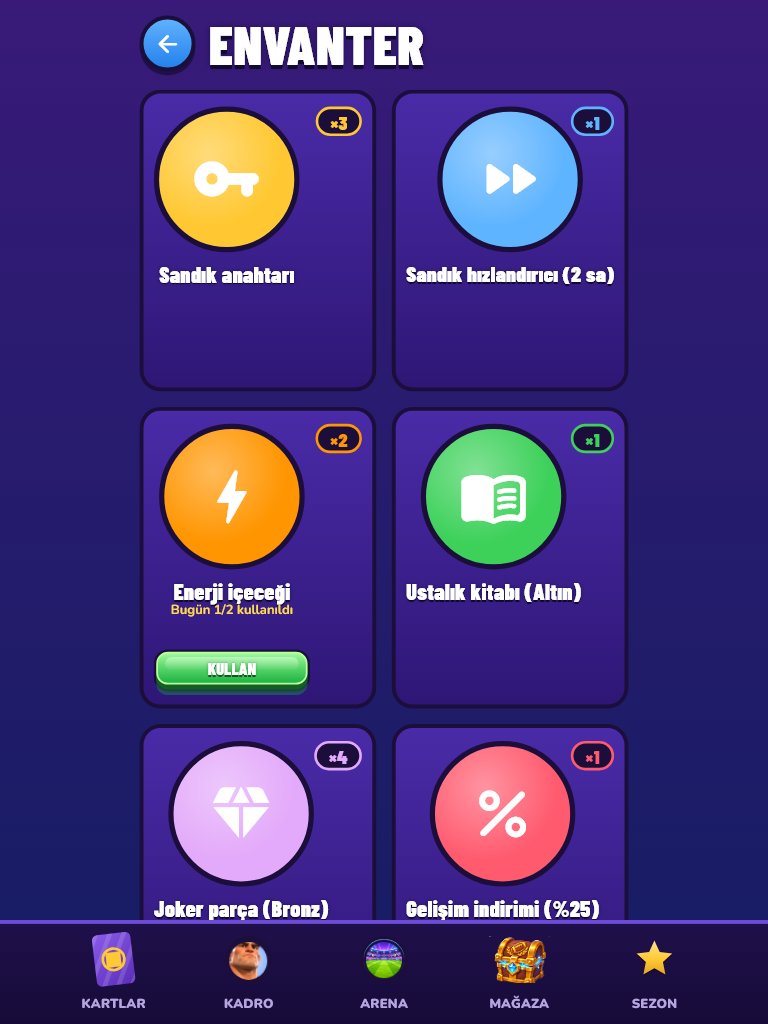 ENVANTER
×3
Sandık anahtarı
×1
Sandık hızlandırıcı (2 sa)
×2
Enerji içeceği
Bugün 1/2 kullanıldı
KULLAN
×1
Ustalık kitabı (Altın)
×4
Joker parça (Bronz)
×1
Gelişim indirimi (%25)
KARTLAR
KADRO
ARENA
MAĞAZA
SEZON